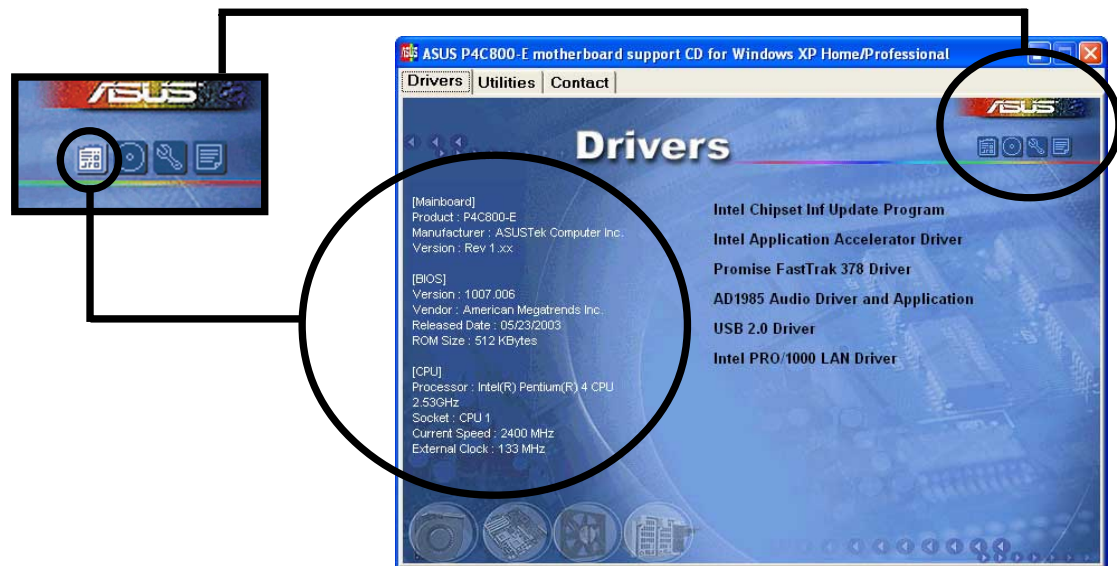 ASUS
ASUS P4C800-E motherboard support CD for Windows XP Home/Professional
Drivers Utilities Contact
ASUS
Drivers
[Mainboard]
Product : P4C800-E
Manufacturer : ASUSTek Computer Inc.
Version : Rev 1.xx
[BIOS]
Version : 1007.006
Vendor : American Megatrends Inc.
Released Date : 05/23/2003
ROM Size : 512 KBytes
[CPU]
Processor : Intel(R) Pentium(R) 4 CPU
2.53GHz
Socket : CPU 1
Current Speed : 2400 MHz
External Clock : 133 MHz
Intel Chipset Inf Update Program
Intel Application Accelerator Driver
Promise FastTrak 378 Driver
AD1985 Audio Driver and Application
USB 2.0 Driver
Intel PRO/1000 LAN Driver